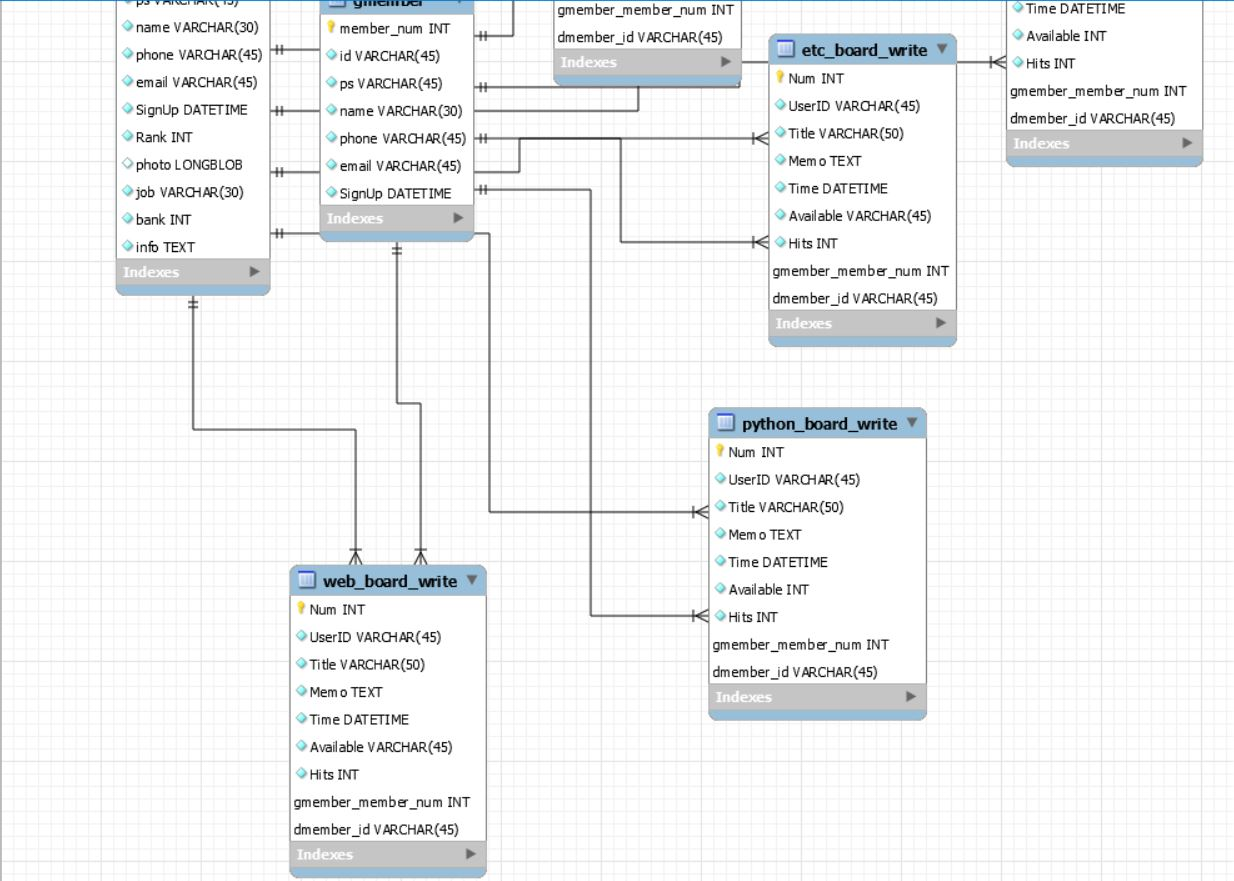 ps VARCHAR(45)
name VARCHAR(30)
phone VARCHAR(45)
email VARCHAR(45)
SignUp DATETIME
Rank INT
photo LONGBLOB
job VARCHAR(30)
bank INT
info TEXT
Indexes
gmember
member_num INT
id VARCHAR(45)
ps VARCHAR(45)
name VARCHAR(30)
phone VARCHAR(45)
email VARCHAR(45)
SignUp DATETIME
Indexes
gmember_member_num INT
dmember_id VARCHAR(45)
Indexes
etc_board_write
Num INT
UserID VARCHAR(45)
Title VARCHAR(50)
Memo TEXT
Time DATETIME
Available VARCHAR(45)
Hits INT
gmember_member_num INT
dmember_id VARCHAR(45)
Indexes
Time DATETIME
Available INT
Hits INT
gmember_member_num INT
dmember_id VARCHAR(45)
Indexes
python_board_write
Num INT
UserID VARCHAR(45)
Title VARCHAR(50)
Memo TEXT
Time DATETIME
Available INT
Hits INT
gmember_member_num INT
dmember_id VARCHAR(45)
Indexes
web_board_write
Num INT
UserID VARCHAR(45)
Title VARCHAR(50)
Memo TEXT
Time DATETIME
Available VARCHAR(45)
Hits INT
gmember_member_num INT
dmember_id VARCHAR(45)
Indexes